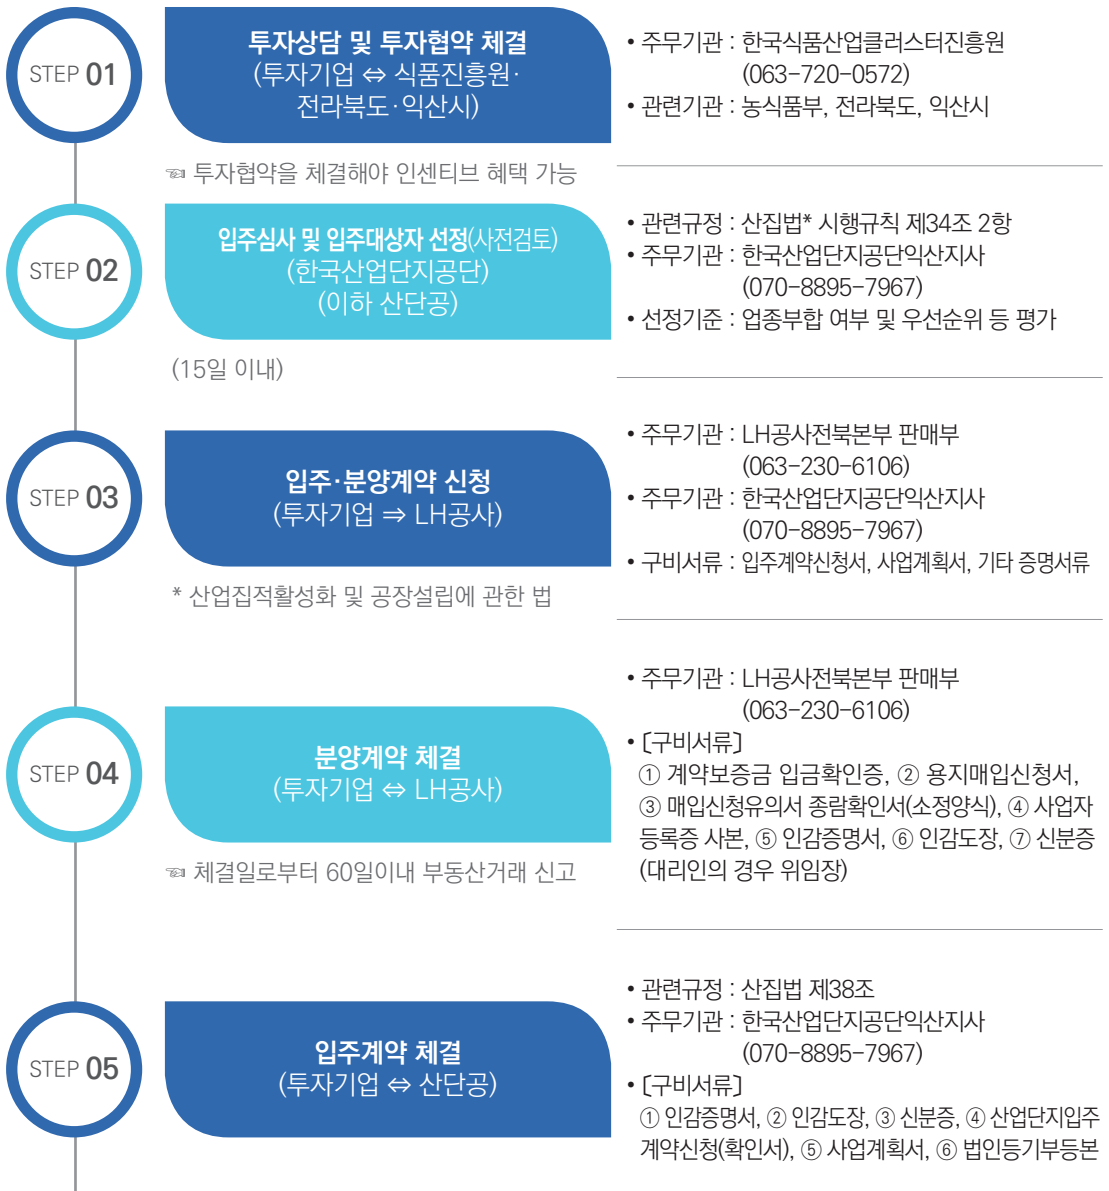 STEP 01
투자상담 및 투자협약 체결
(투자기업 ⇔ 식품진흥원·
전라북도·익산시)
• 주무기관 : 한국식품산업클러스터진흥원
(063-720-0572)
• 관련기관 : 농식품부, 전라북도, 익산시
☜ 투자협약을 체결해야 인센티브 혜택 가능
STEP 02
입주심사 및 입주대상자 선정(사전검토)
(한국산업단지공단)
(이하 산단공)
• 관련규정 : 산집법* 시행규칙 제34조 2항
• 주무기관 : 한국산업단지공단익산지사
(070-8895-7967)
• 선정기준 : 업종부합 여부 및 우선순위 등 평가
(15일 이내)
STEP 03
입주·분양계약 신청
(투자기업 ⇒ LH공사)
• 주무기관 : LH공사전북본부 판매부
(063-230-6106)
• 주무기관 : 한국산업단지공단익산지사
(070-8895-7967)
• 구비서류 : 입주계약신청서, 사업계획서, 기타 증명서류
* 산업집적활성화 및 공장설립에 관한 법
STEP 04
분양계약 체결
(투자기업 ⇔ LH공사)
• 주무기관 : LH공사전북본부 판매부
(063-230-6106)
• 〔구비서류〕
① 계약보증금 입금확인증, ② 용지매입신청서,
③ 매입신청유의서 종람확인서(소정양식), ④ 사업자
등록증 사본, ⑤ 인감증명서, ⑥ 인감도장, ⑦ 신분증
(대리인의 경우 위임장)
☜ 체결일로부터 60일이내 부동산거래 신고
STEP 05
입주계약 체결
(투자기업 ⇔ 산단공)
• 관련규정 : 산집법 제38조
• 주무기관 : 한국산업단지공단익산지사
(070-8895-7967)
• 〔구비서류〕
① 인감증명서, ② 인감도장, ③ 신분증, ④ 산업단지입주
계약신청(확인서), ⑤ 사업계획서, ⑥ 법인등기부등본